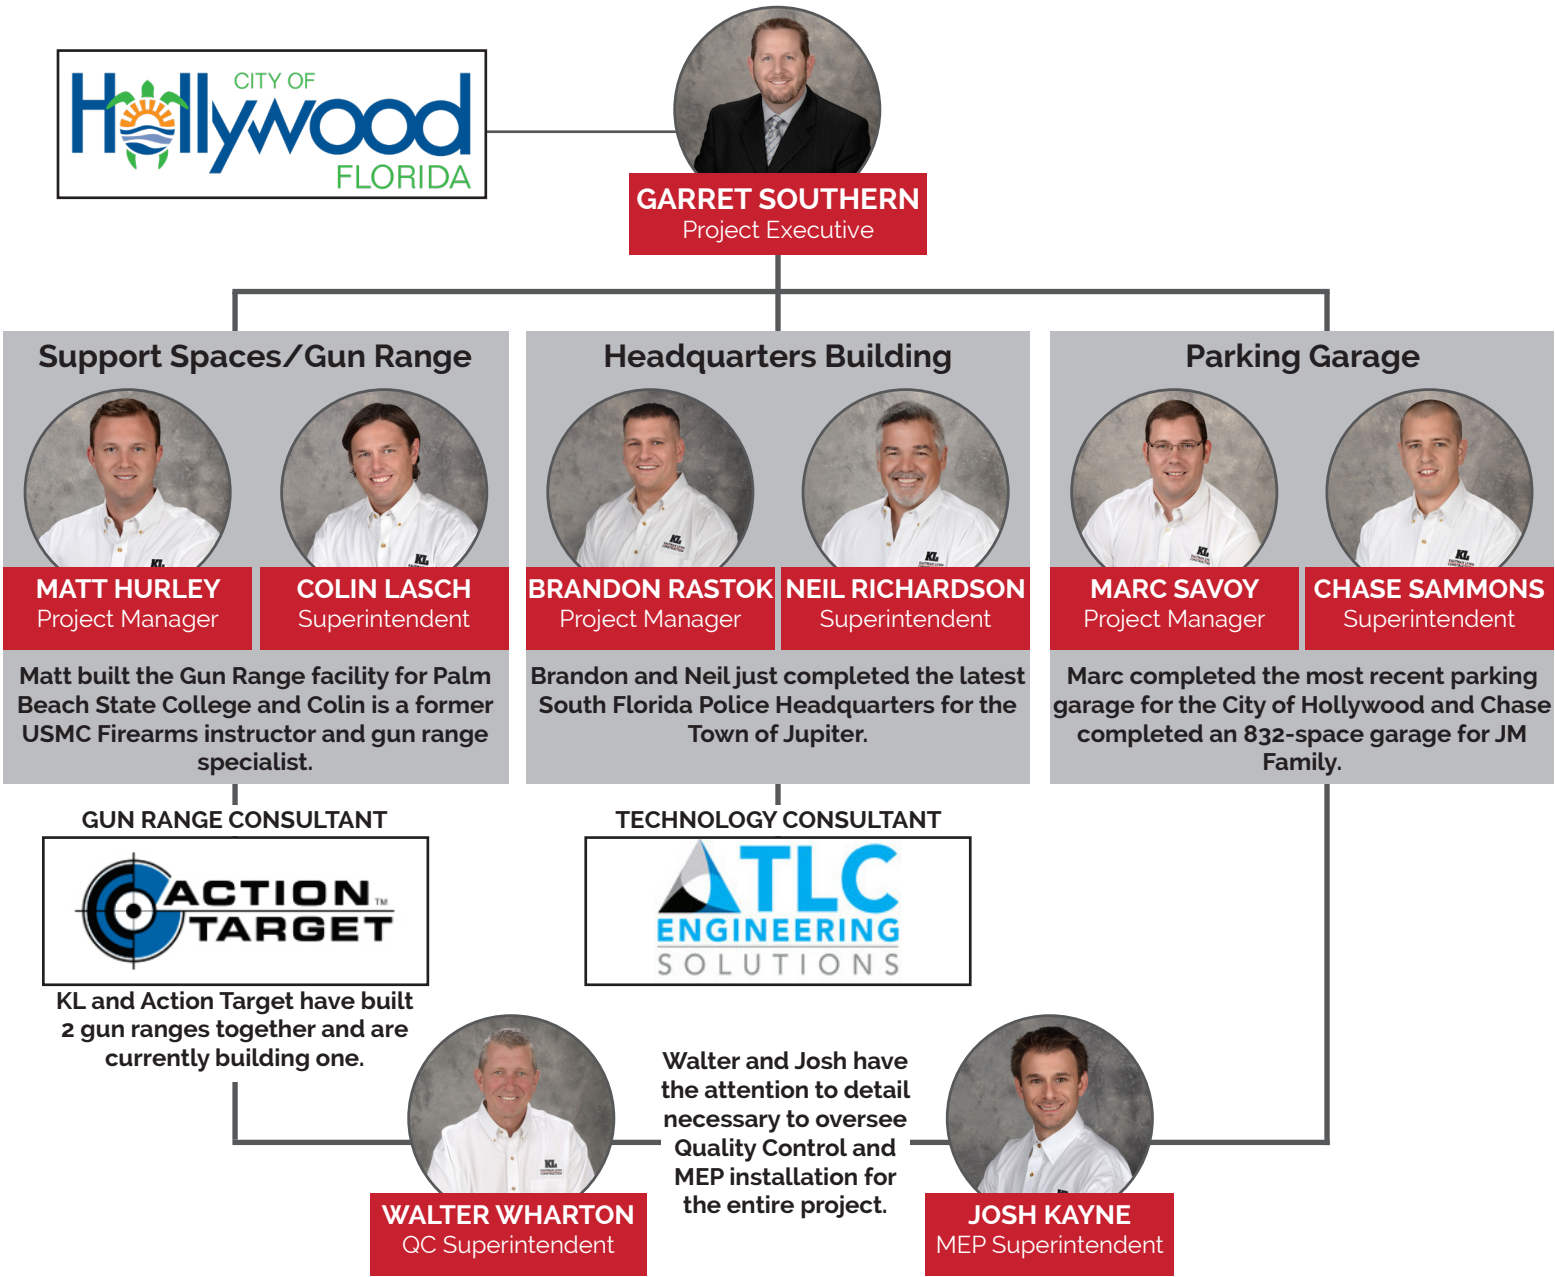 CITY OF
Hollywood
FLORIDA
GARRET SOUTHERN
Project Executive
Support Spaces/Gun Range
MATT HURLEY
Project Manager
COLIN LASCH
Superintendent
Matt built the Gun Range facility for Palm
Beach State College and Colin is a former
USMC Firearms instructor and gun range
specialist.
Headquarters Building
BRANDON RASTOK
Project Manager
NEIL RICHARDSON
Superintendent
Brandon and Neil just completed the latest
South Florida Police Headquarters for the
Town of Jupiter.
Parking Garage
MARC SAVOY
Project Manager
CHASE SAMMONS
Superintendent
Marc completed the most recent parking
garage for the City of Hollywood and Chase
completed an 832-space garage for JM
Family.
GUN RANGE CONSULTANT
ACTION TM
TARGET
KL and Action Target have built
2 gun ranges together and are
currently building one.
TECHNOLOGY CONSULTANT
TLC
ENGINEERING
SOLUTIONS
Walter and Josh have
the attention to detail
necessary to oversee
Quality Control and
MEP installation for
the entire project.
KL
WALTER WHARTON
QC Superintendent
JOSH KAYNE
MEP Superintendent